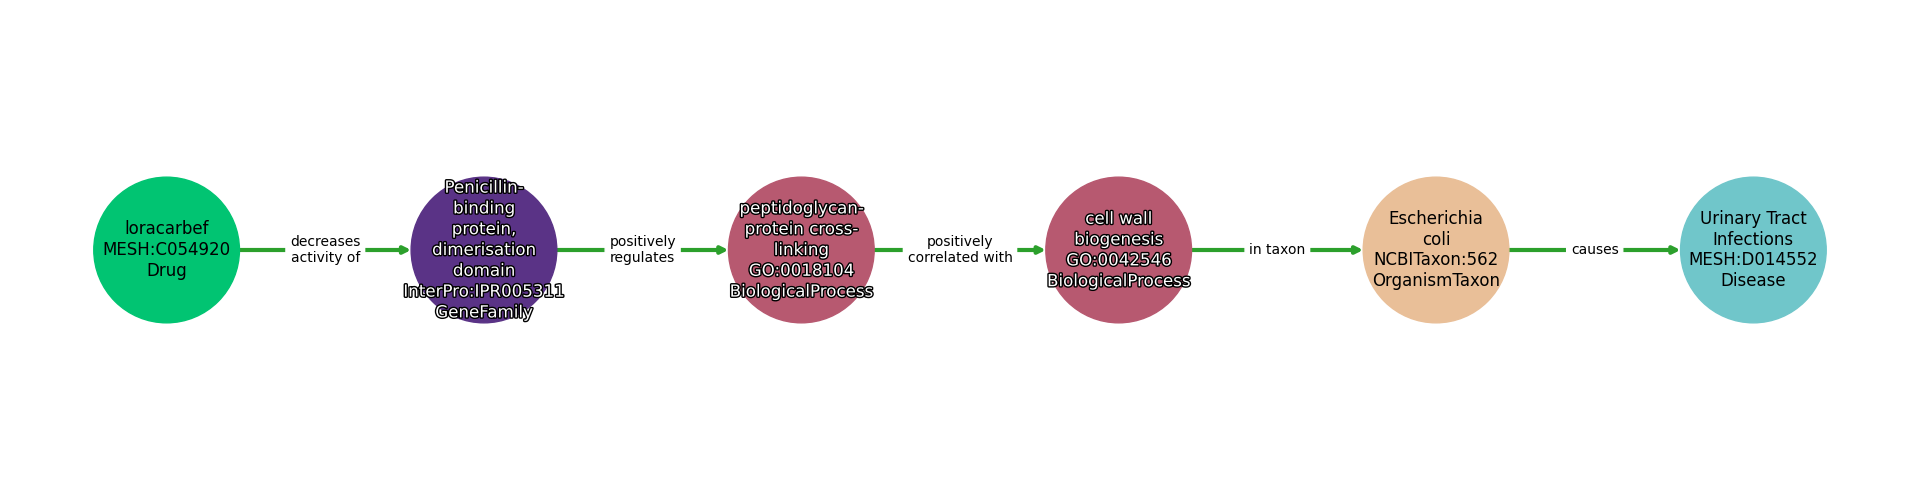 loracarbef
MESH:C054920
Drug
decreases
activity of
Penicillin-
binding
protein,
dimerisation
domain
InterPro:IPR005311
GeneFamily
positively
regulates
peptidoglycan-
protein cross-
linking
GO:0018104
BiologicalProcess
positively
correlated with
cell wall
biogenesis
GO:0042546
BiologicalProcess
in taxon
Escherichia
coli
NCBITaxon:562
OrganismTaxon
causes
Urinary Tract
Infections
MESH:D014552
Disease